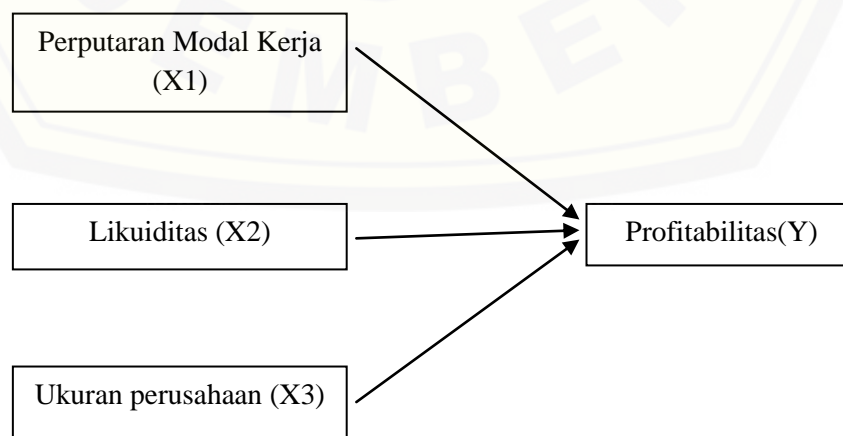 Perputaran Modal Kerja
(X1)
Likuiditas (X2)
Profitabilitas(Y)
Ukuran perusahaan (X3)